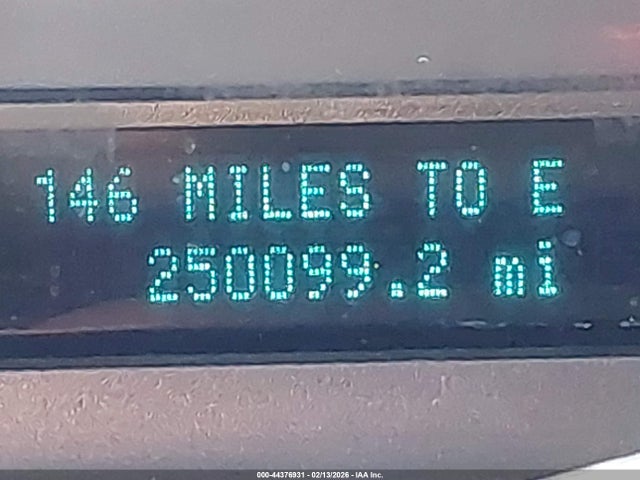 146 MILES TO E
250099.2 mi
000-44376931 - 02/13/2026 - IAA Inc.